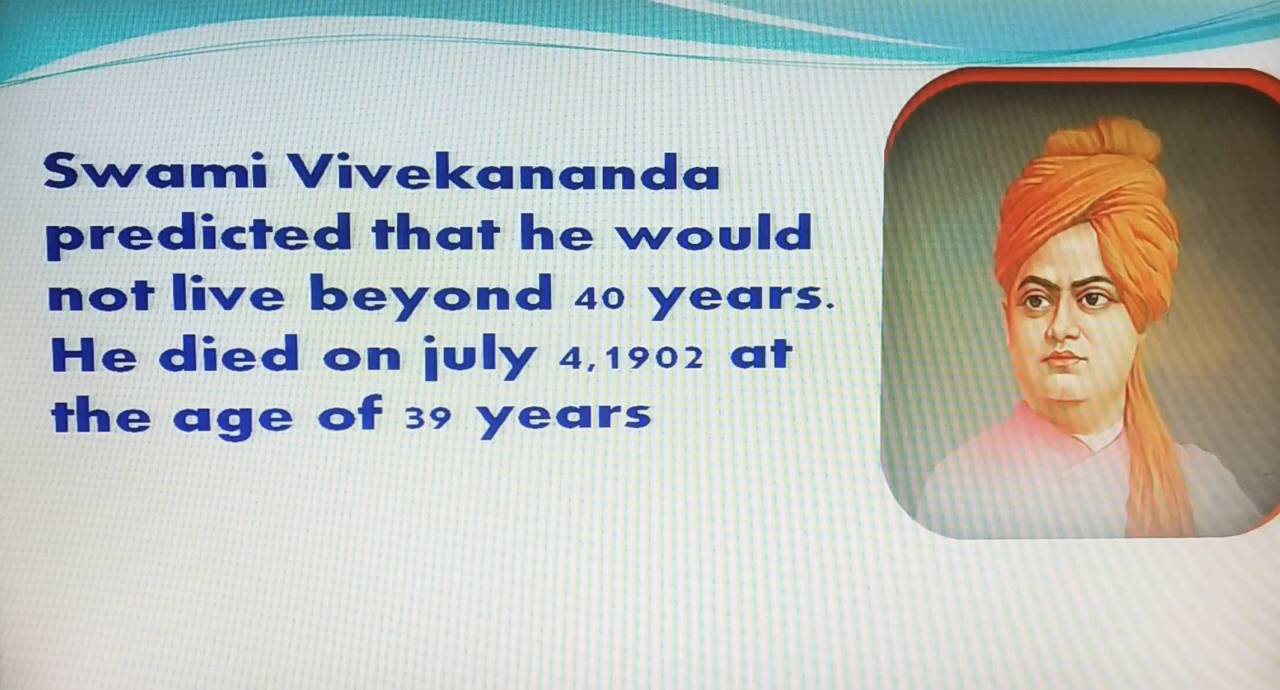 Swami Vivekananda
predicted that he would
not live beyond 40 years.
He died on july 4,1902 at
the age of 39 years